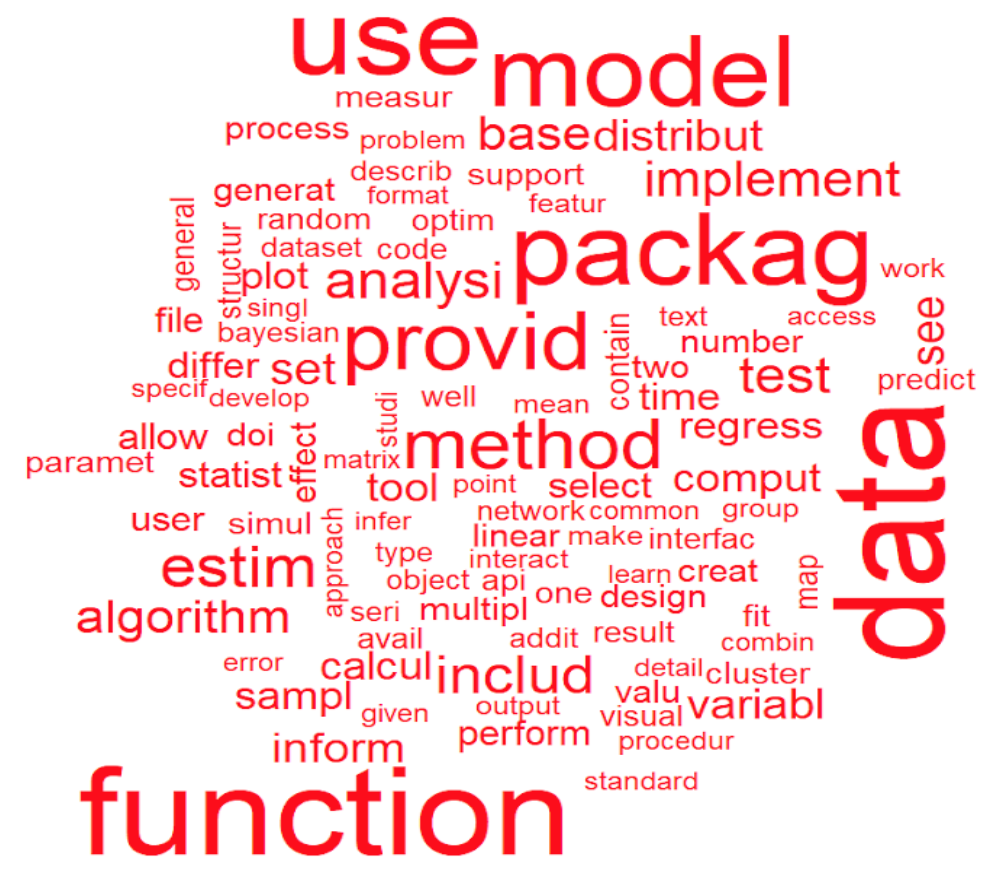 use
model
measur
process problem base distribut
describ support implement
generat format featur
general random optim
structur dataset code packag
plot analysi work
file singl
bayesian provid contain text access see
number
differ set two test predict
specif develop studi well mean time
allow doi effect method regress
paramet statist matrix
tool point select comput data
user simul approach infer network common group
linear make interfac
estim type interact map
object api learn creat
algorithm seri multipl one design fit
avail addit result combin
error calcul includ detail cluster
sampl given output valu variabl
visual
inform perform procedur
function standard